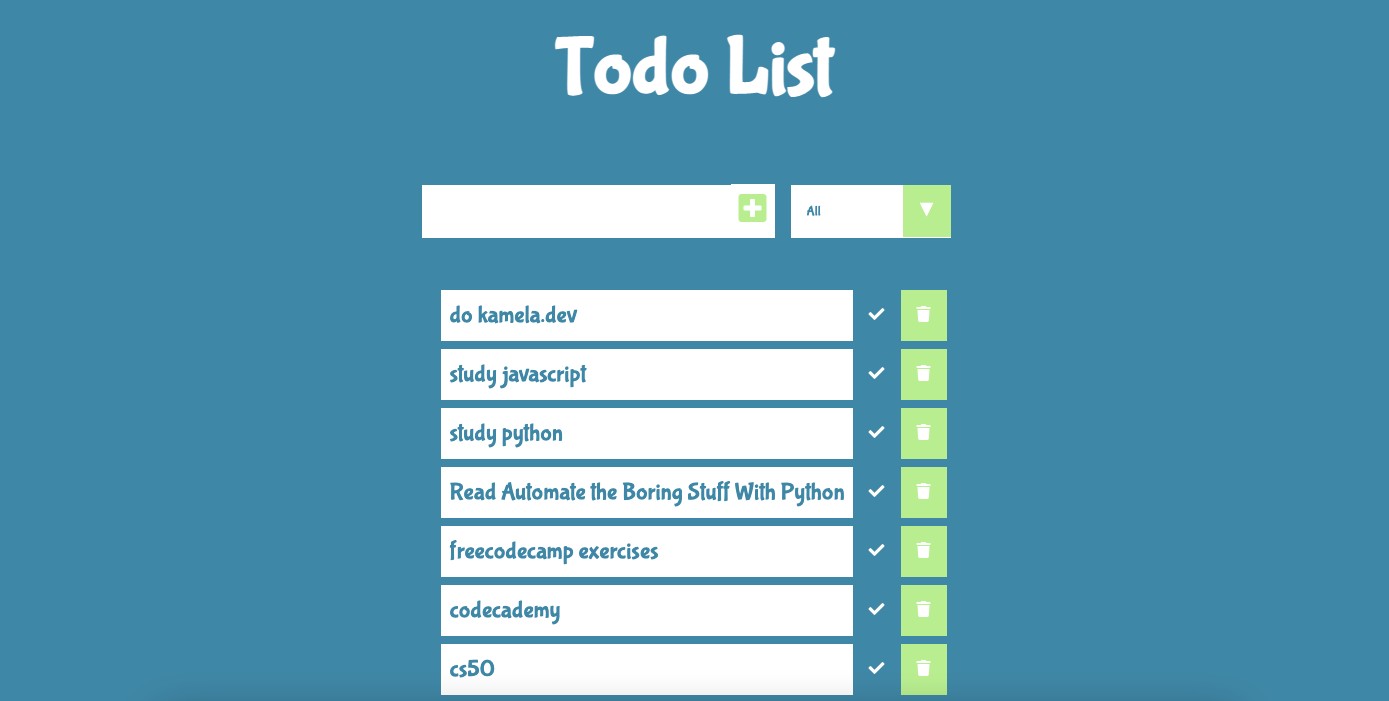 Todo List
All
do kamela.dev
study javascript
study python
Read Automate the Boring Stuff With Python
freecodecamp exercises
codecademy
cs50